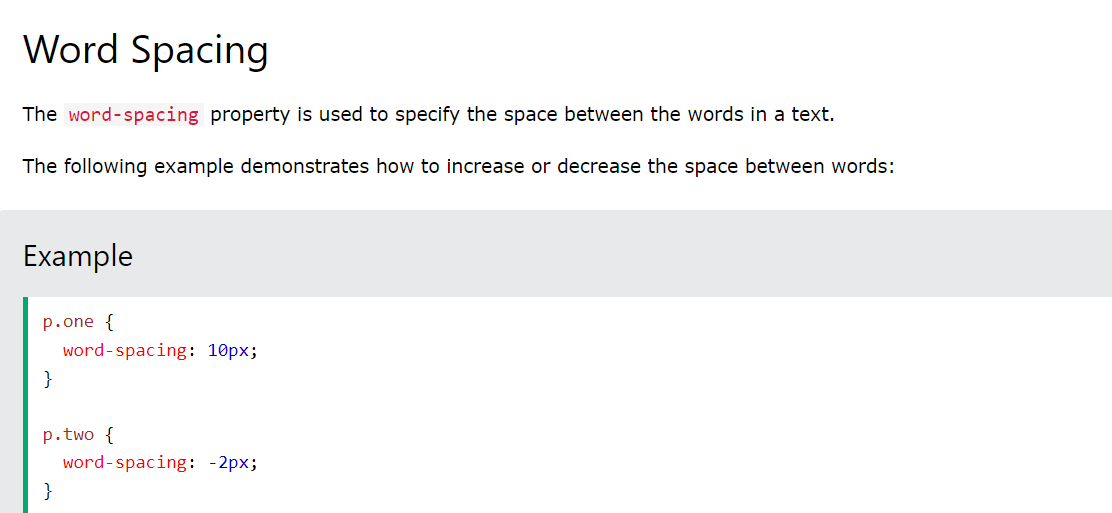 Word Spacing
The word-spacing property is used to specify the space between the words in a text.
The following example demonstrates how to increase or decrease the space between words:
Example
p.one {
  word-spacing: 10px;
}
p.two {
  word-spacing: -2px;
}